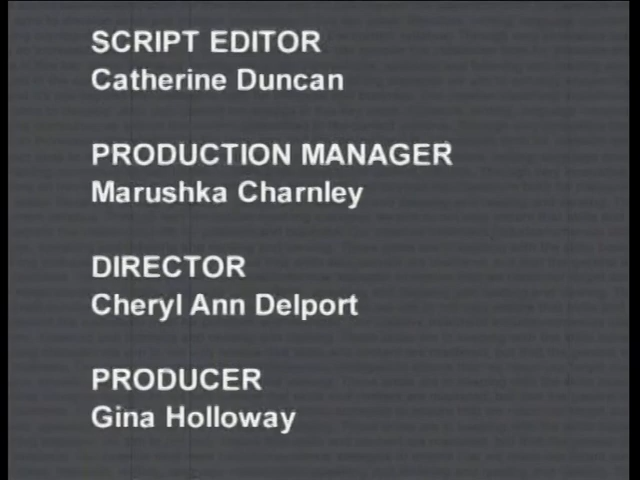 SCRIPT EDITOR
Catherine Duncan
PRODUCTION MANAGER
Marushka Charnley
DIRECTOR
Cheryl Ann Delport
PRODUCER
Gina Holloway